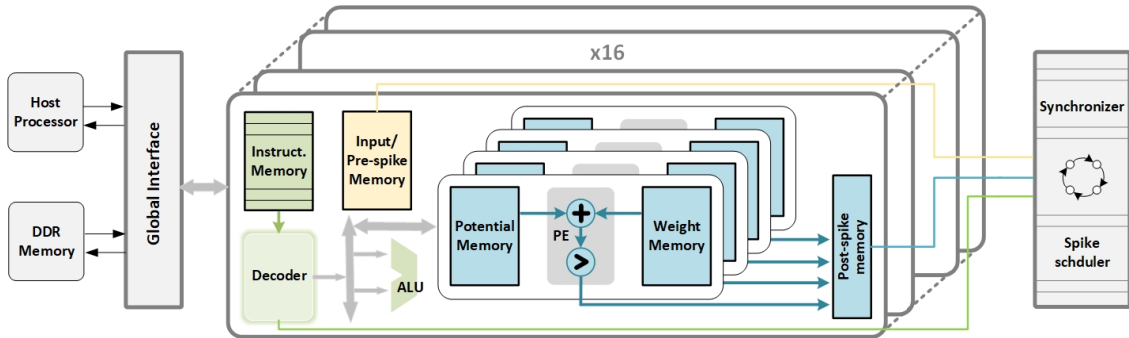 x16
Host
Processor
DDR
Memory
Global Interface
Instruct.
Memory
Input/
Pre-spike
Memory
Decoder
ALU
Potential
Memory
PE
+
>
Weight
Memory
Post-spike
memory
Synchronizer
Spike
schduler